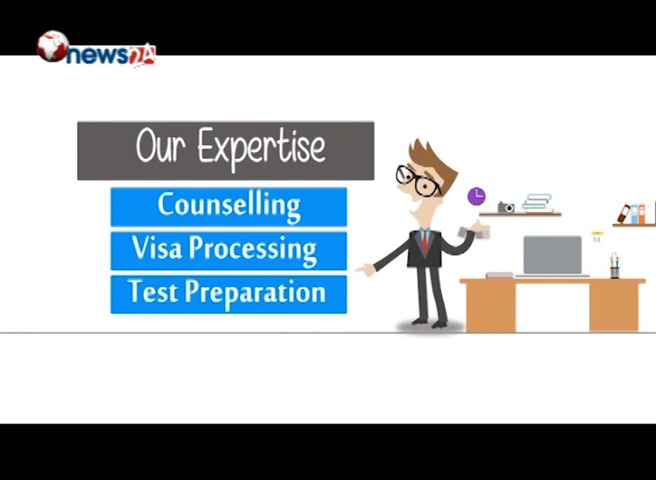 news24
Our Expertise
Counselling
Visa Processing
Test Preparation